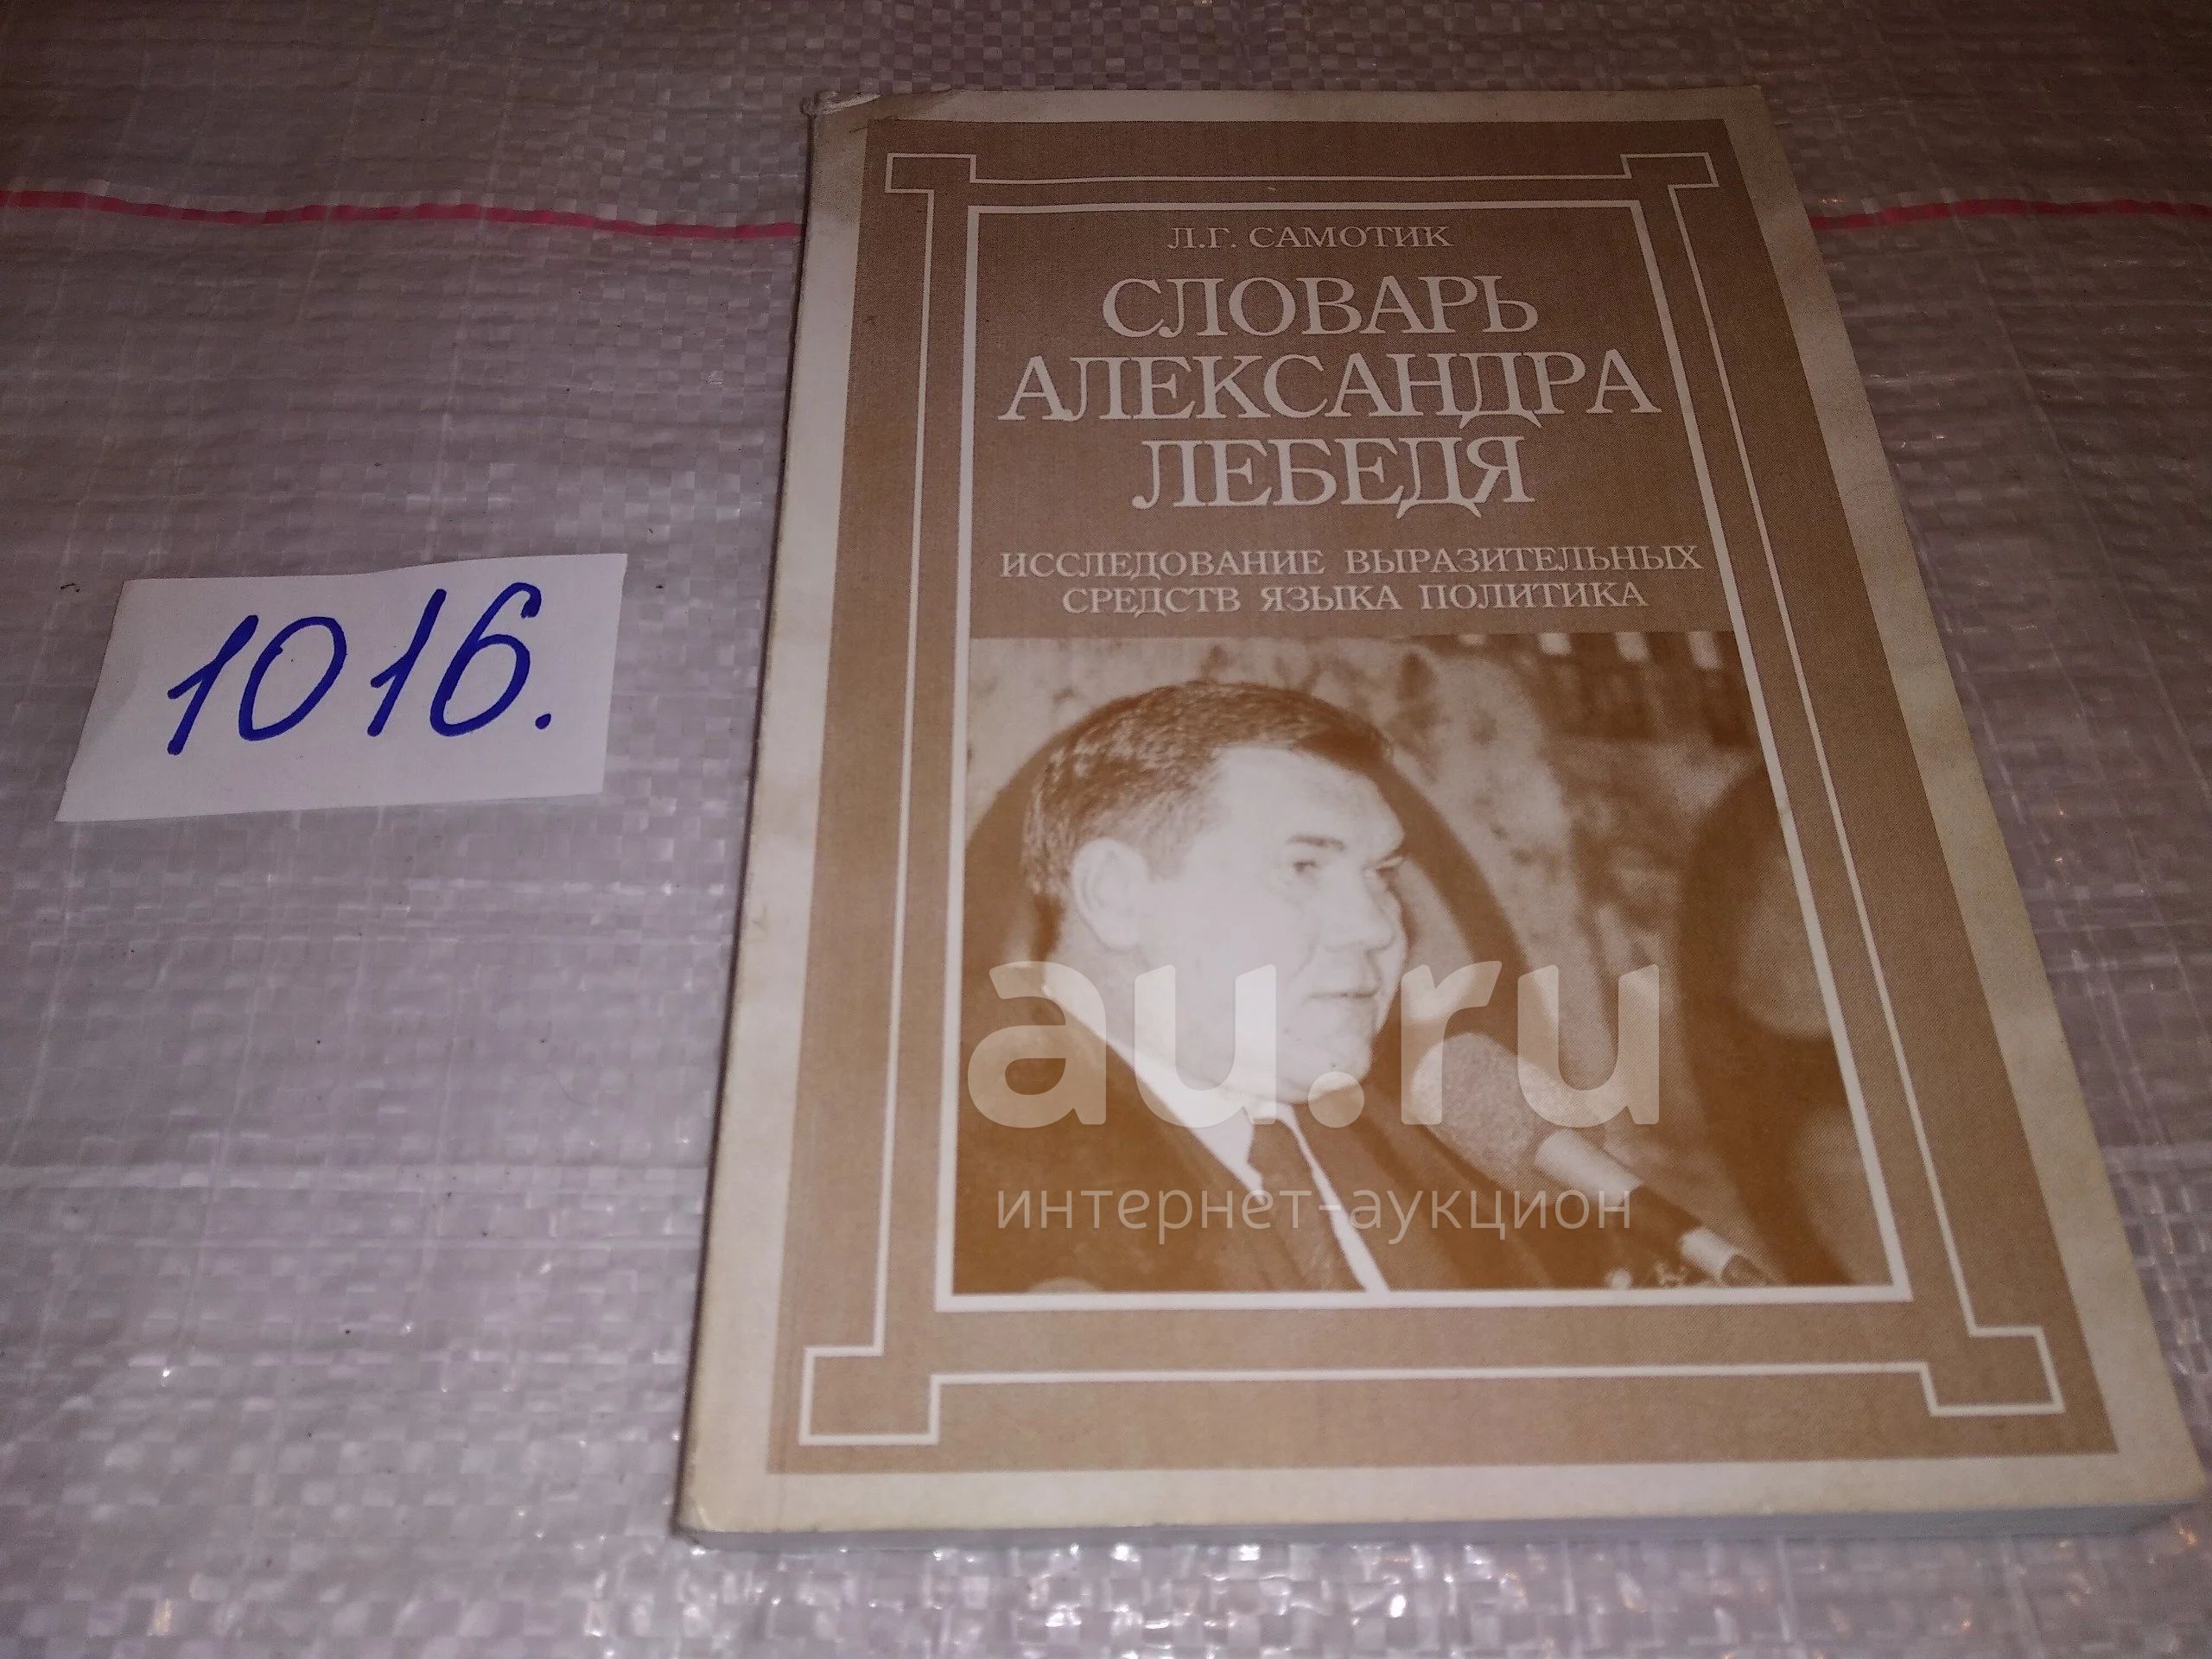 Л.Г. САМОТИК
СЛОВАРЬ
АЛЕКСАНДРА
ЛЕБЕДЯ
ИССЛЕДОВАНИЕ ВЫРАЗИТЕЛЬНЫХ
СРЕДСТВ ЯЗЫКА ПОЛИТИКА
1016.
au.ru
интернет-аукцион